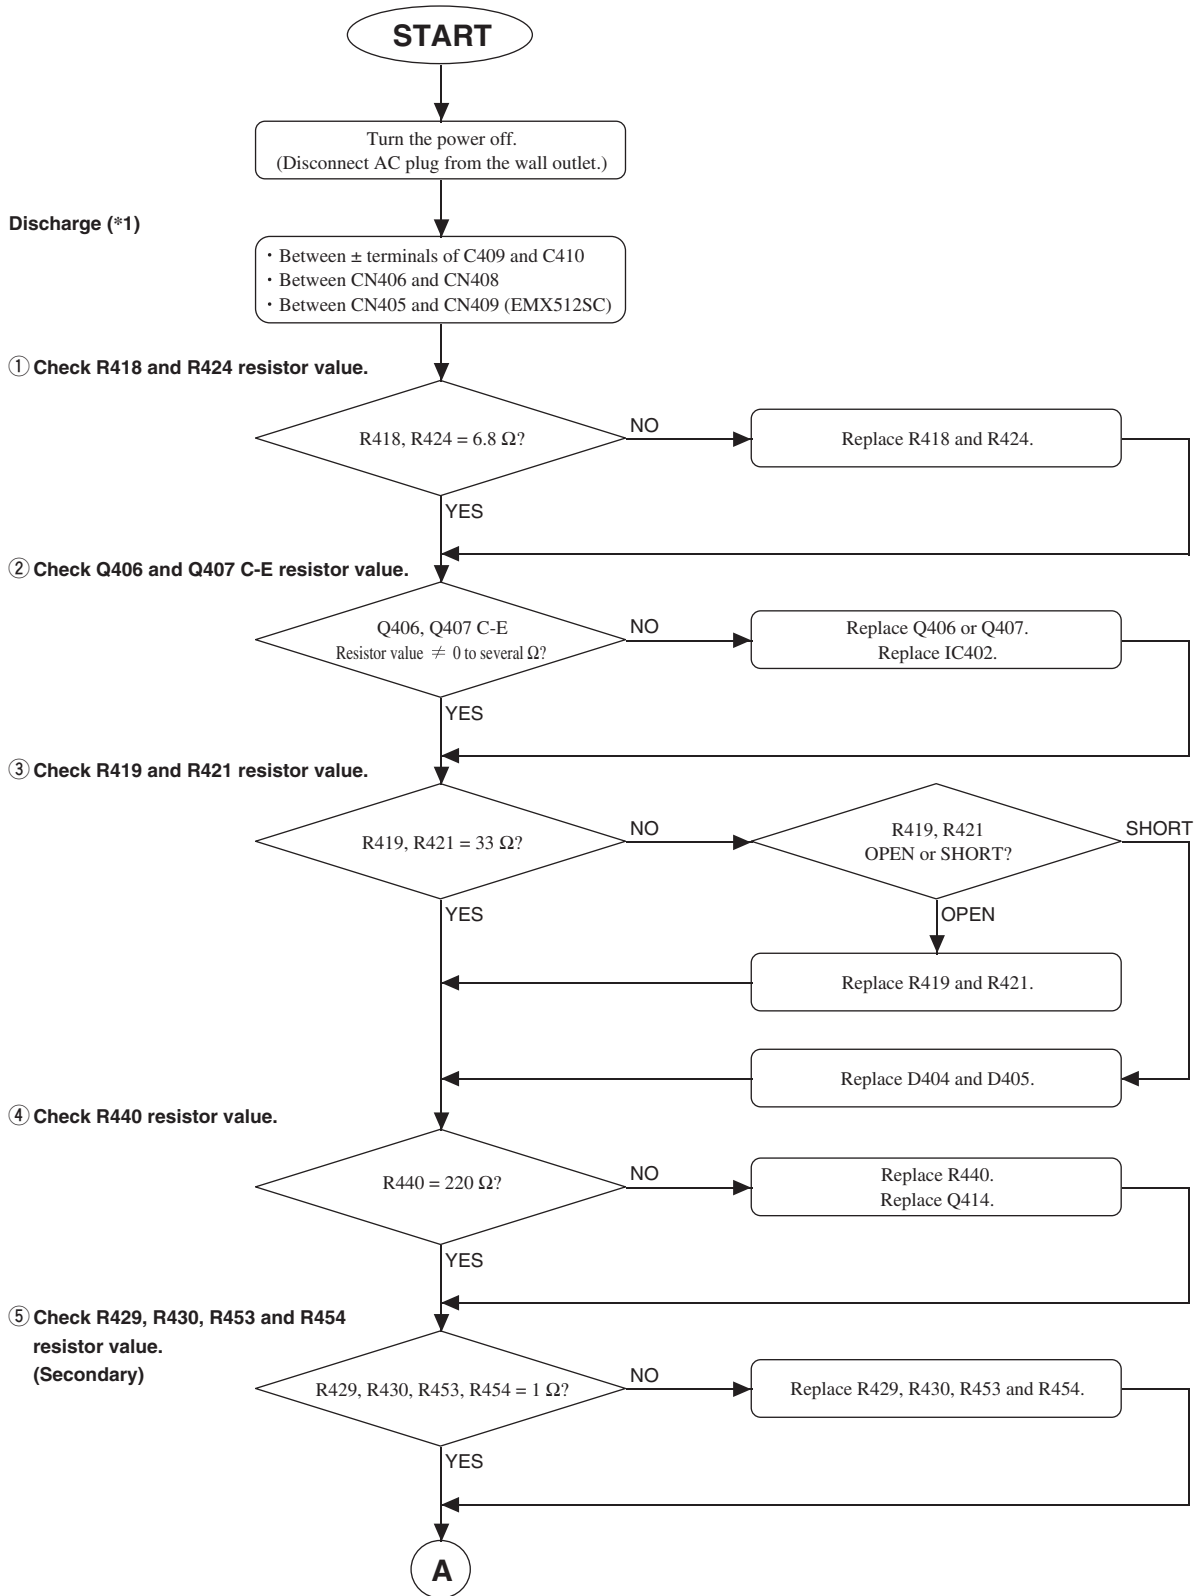 START
Turn the power off.
(Disconnect AC plug from the wall outlet.)
Discharge (*1)
・Between ± terminals of C409 and C410
・Between CN406 and CN408
・Between CN405 and CN409 (EMX512SC)
① Check R418 and R424 resistor value.
R418, R424 = 6.8 Ω?
NO
Replace R418 and R424.
YES
② Check Q406 and Q407 C-E resistor value.
Q406, Q407 C-E
Resistor value ≠ 0 to several Ω?
NO
Replace Q406 or Q407.
Replace IC402.
YES
③ Check R419 and R421 resistor value.
R419, R421 = 33 Ω?
NO
R419, R421
OPEN or SHORT?
SHORT
YES
OPEN
Replace R419 and R421.
Replace D404 and D405.
④ Check R440 resistor value.
R440 = 220 Ω?
NO
Replace R440.
Replace Q414.
YES
⑤ Check R429, R430, R453 and R454
resistor value.
(Secondary)
R429, R430, R453, R454 = 1 Ω?
NO
Replace R429, R430, R453 and R454.
YES
A